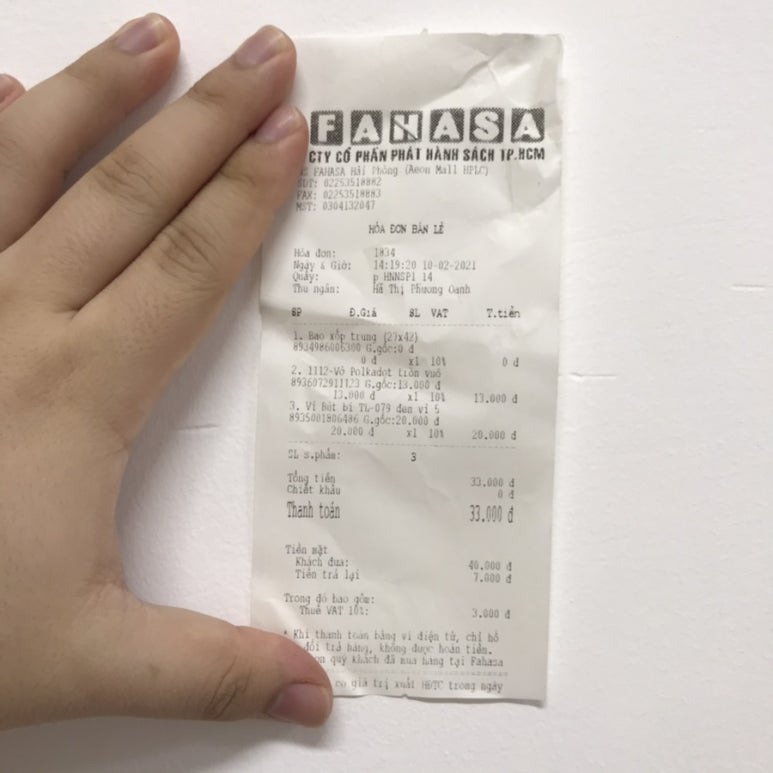 FAHASA
CTY CỔ PHẦN PHÁT HÀNH SÁCH TP.HCM
FAHASA Hải Phòng (Aeon Mall HPLC)
SDT: 02253518882
FAX: 02253518883
MST: 0304132047
HÓA ĐƠN BÁN LẺ
Hóa đơn: 1834
Ngày & Giờ: 14:19:20 10-02-2021
Quầy: p HNNSP1 14
Thu ngân: Hà Thị Phương Oanh
SP Đ.Giá SL VAT T.tiền
1. Bao xốp trung (27x42)
8934986006300 G.gốc:0 đ
0 đ x1 10% 0 đ
2. 1112-Vở Polkadot tròn vuô
8936072911123 G.gốc:13.000 đ
13.000 đ x1 10% 13.000 đ
3. Vỉ Bút bi TL-079 đen vỉ 5
8935001806486 G.gốc:20.000 đ
20.000 đ x1 10% 20.000 đ
SL s.phẩm: 3
Tổng tiền 33.000 đ
Chiết khấu 0 đ
Thanh toán 33.000 đ
Tiền mặt
Khách đưa: 40.000 đ
Tiền trả lại 7.000 đ
Trong đó bao gồm:
Thuế VAT 10%: 3.000 đ
* Khi thanh toán bằng ví điện tử, chỉ hỗ
đổi trả hàng, không được hoàn tiền.
ơn quý khách đã mua hàng tại Fahasa
có giá trị xuất HĐTC trong ngày